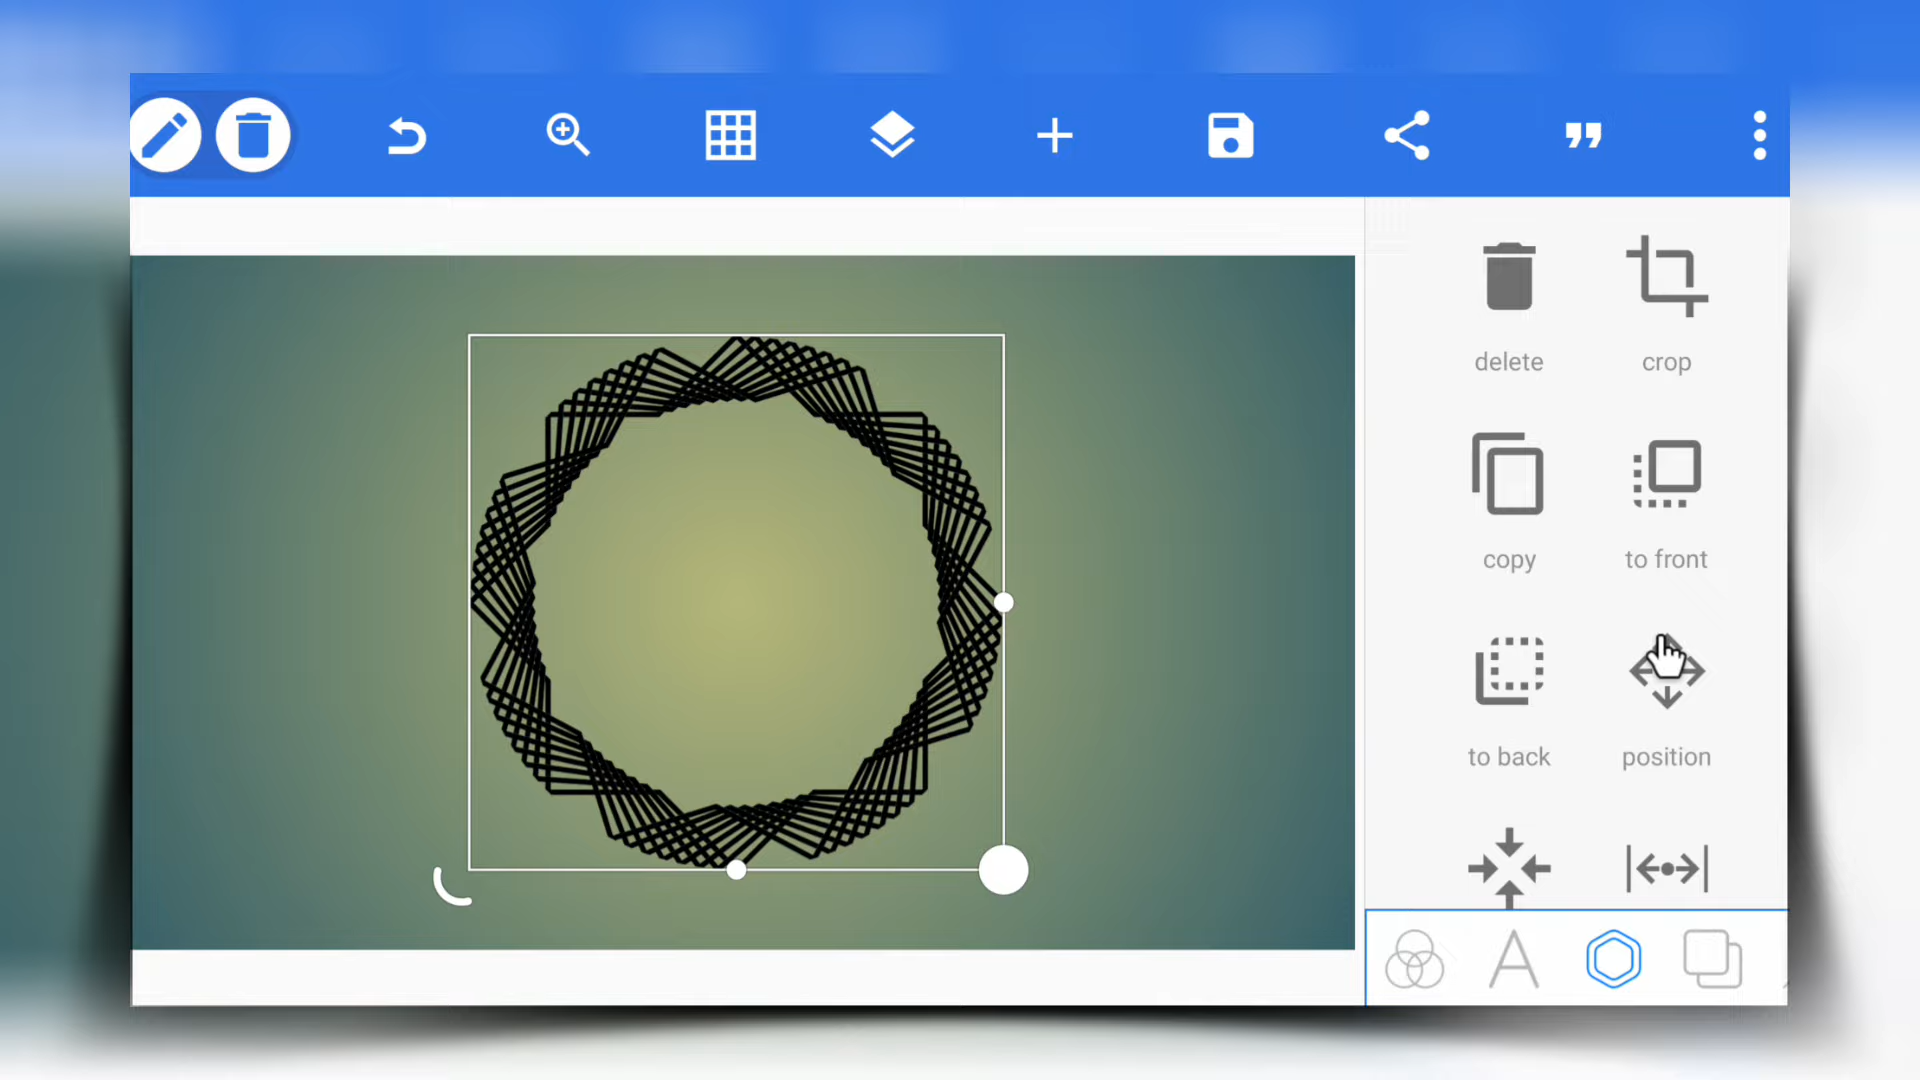 delete
crop
copy
to front
to back
position